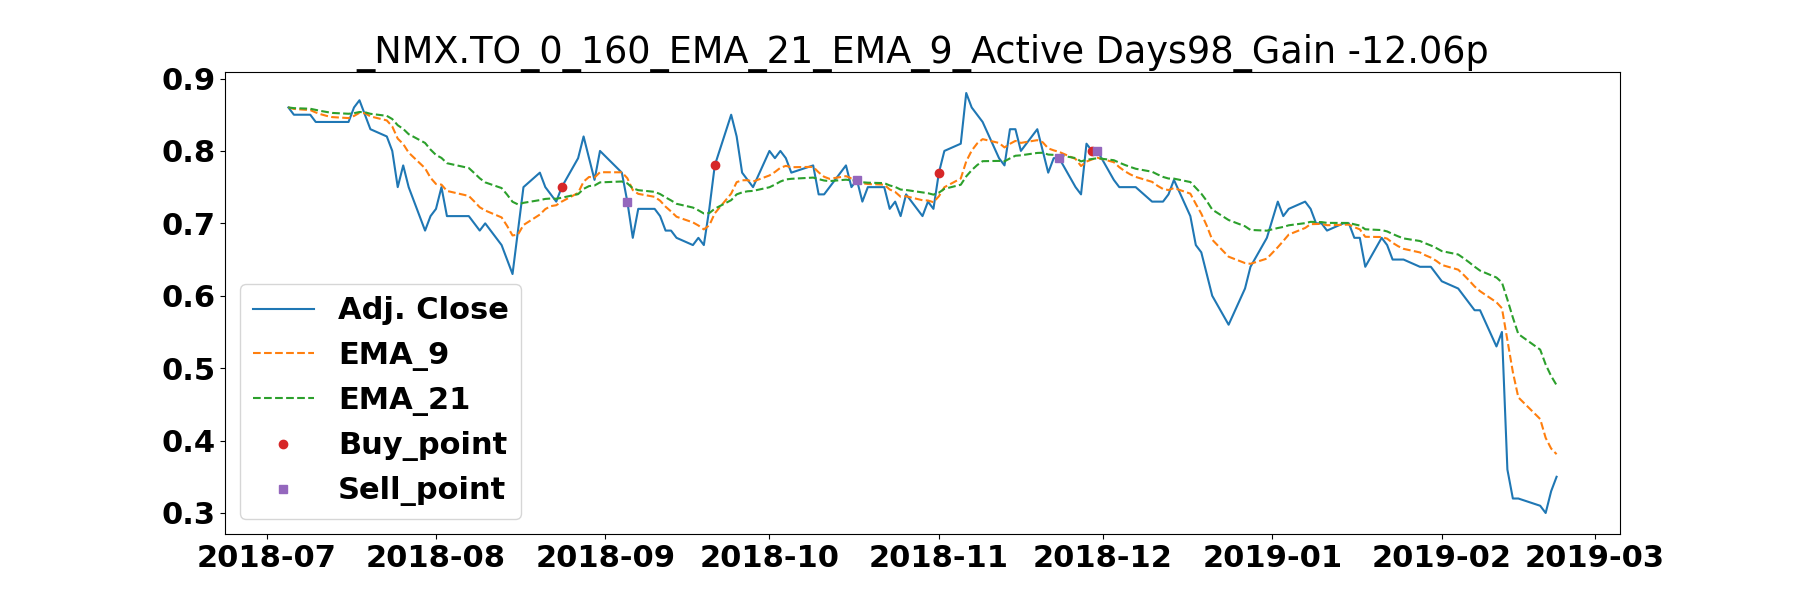 _NMX.TO_0_160_EMA_21_EMA_9_Active Days98_Gain -12.06p
0.9
0.8
0.7
0.6
0.5
0.4
0.3
Adj. Close
EMA_9
EMA_21
Buy_point
Sell_point
2018-07 2018-08 2018-09 2018-10 2018-11 2018-12 2019-01 2019-02 2019-03